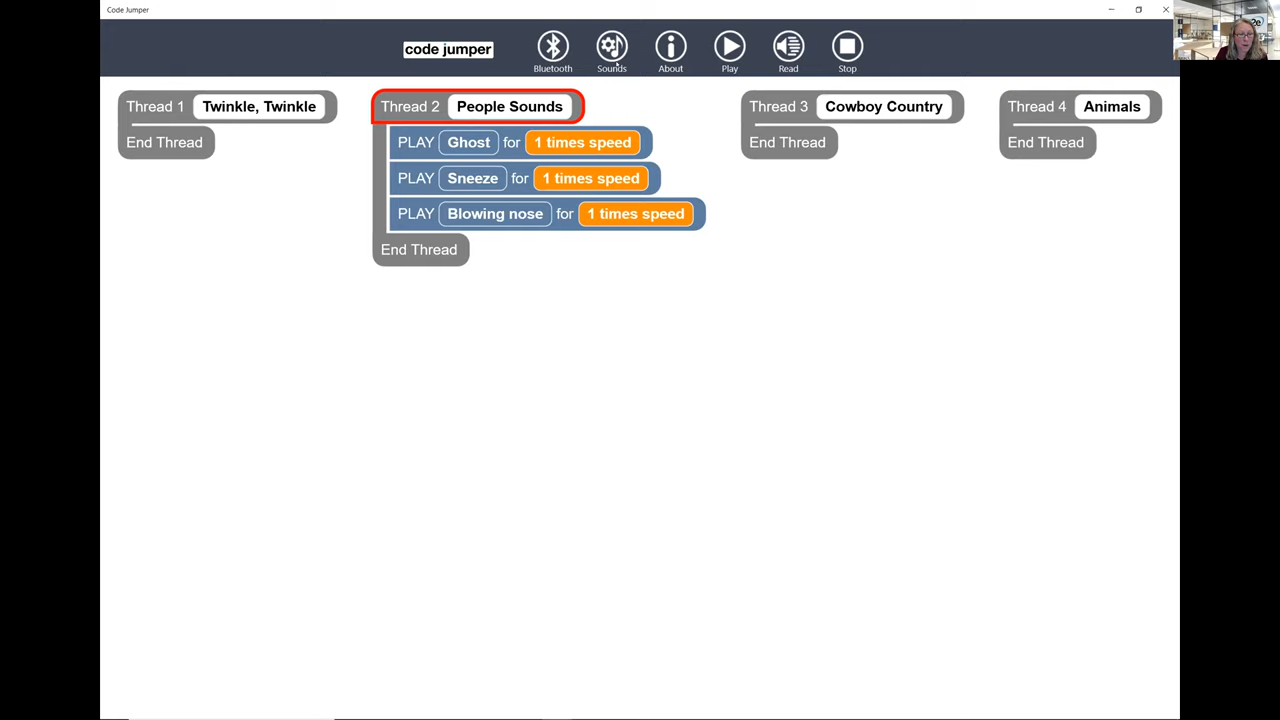 Code Jumper
code jumper
Bluetooth
Sounds
About
Play
Read
Stop
Thread 1 Twinkle, Twinkle
End Thread
Thread 2 People Sounds
PLAY Ghost for 1 times speed
PLAY Sneeze for 1 times speed
PLAY Blowing nose for 1 times speed
End Thread
Thread 3 Cowboy Country
End Thread
Thread 4 Animals
End Thread